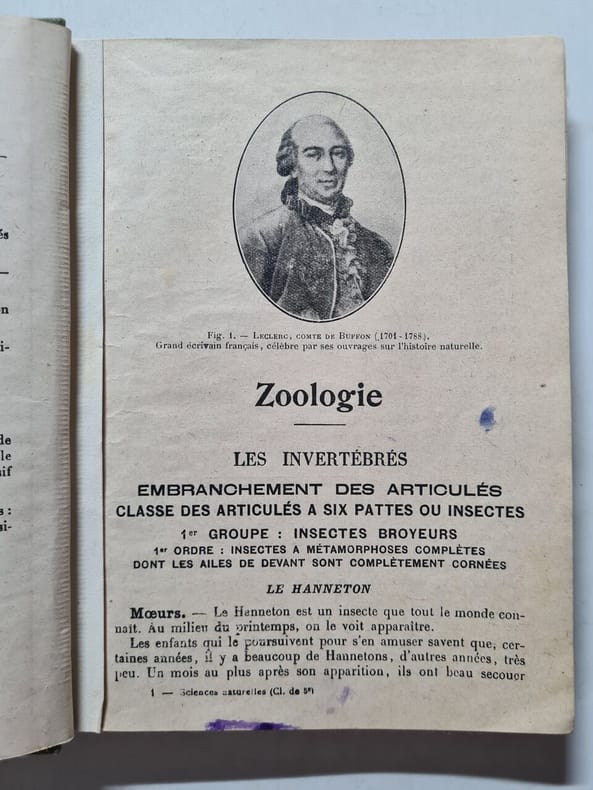 és
n
i-
de
le
if
s :
si-
Fig. 1. — LECLERC, COMTE DE BUFFON (1701-1788).
Grand écrivain français, célèbre par ses ouvrages sur l'histoire naturelle.
Zoologie
LES INVERTÉBRÉS
EMBRANCHEMENT DES ARTICULÉS
CLASSE DES ARTICULÉS A SIX PATTES OU INSECTES
1er GROUPE : INSECTES BROYEURS
1er ORDRE : INSECTES A MÉTAMORPHOSES COMPLÈTES
DONT LES AILES DE DEVANT SONT COMPLÈTEMENT CORNÉES
LE HANNETON
Mœurs. — Le Hanneton est un insecte que tout le monde con-
naît. Au milieu du printemps, on le voit apparaître.
Les enfants qui le poursuivent pour s'en amuser savent que, cer-
taines années, il y a beaucoup de Hannetons, d'autres années, très
peu. Un mois au plus après son apparition, ils ont beau secouer
1 — Sciences naturelles (Cl. de 5e)